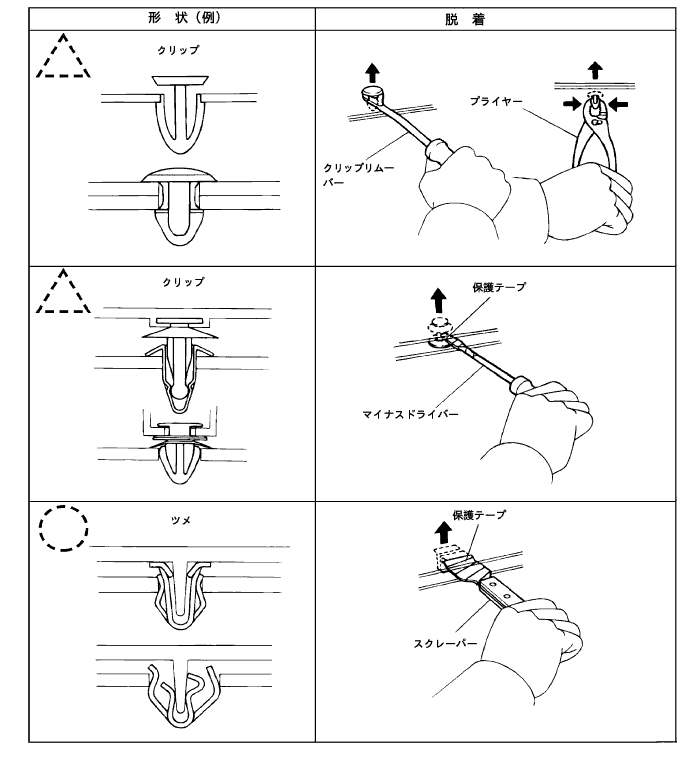 形 状（例）
脱 着
クリップ
プライヤー
クリップリムー
バー
クリップ
保護テープ
マイナスドライバー
ツメ
保護テープ
スクレーパー